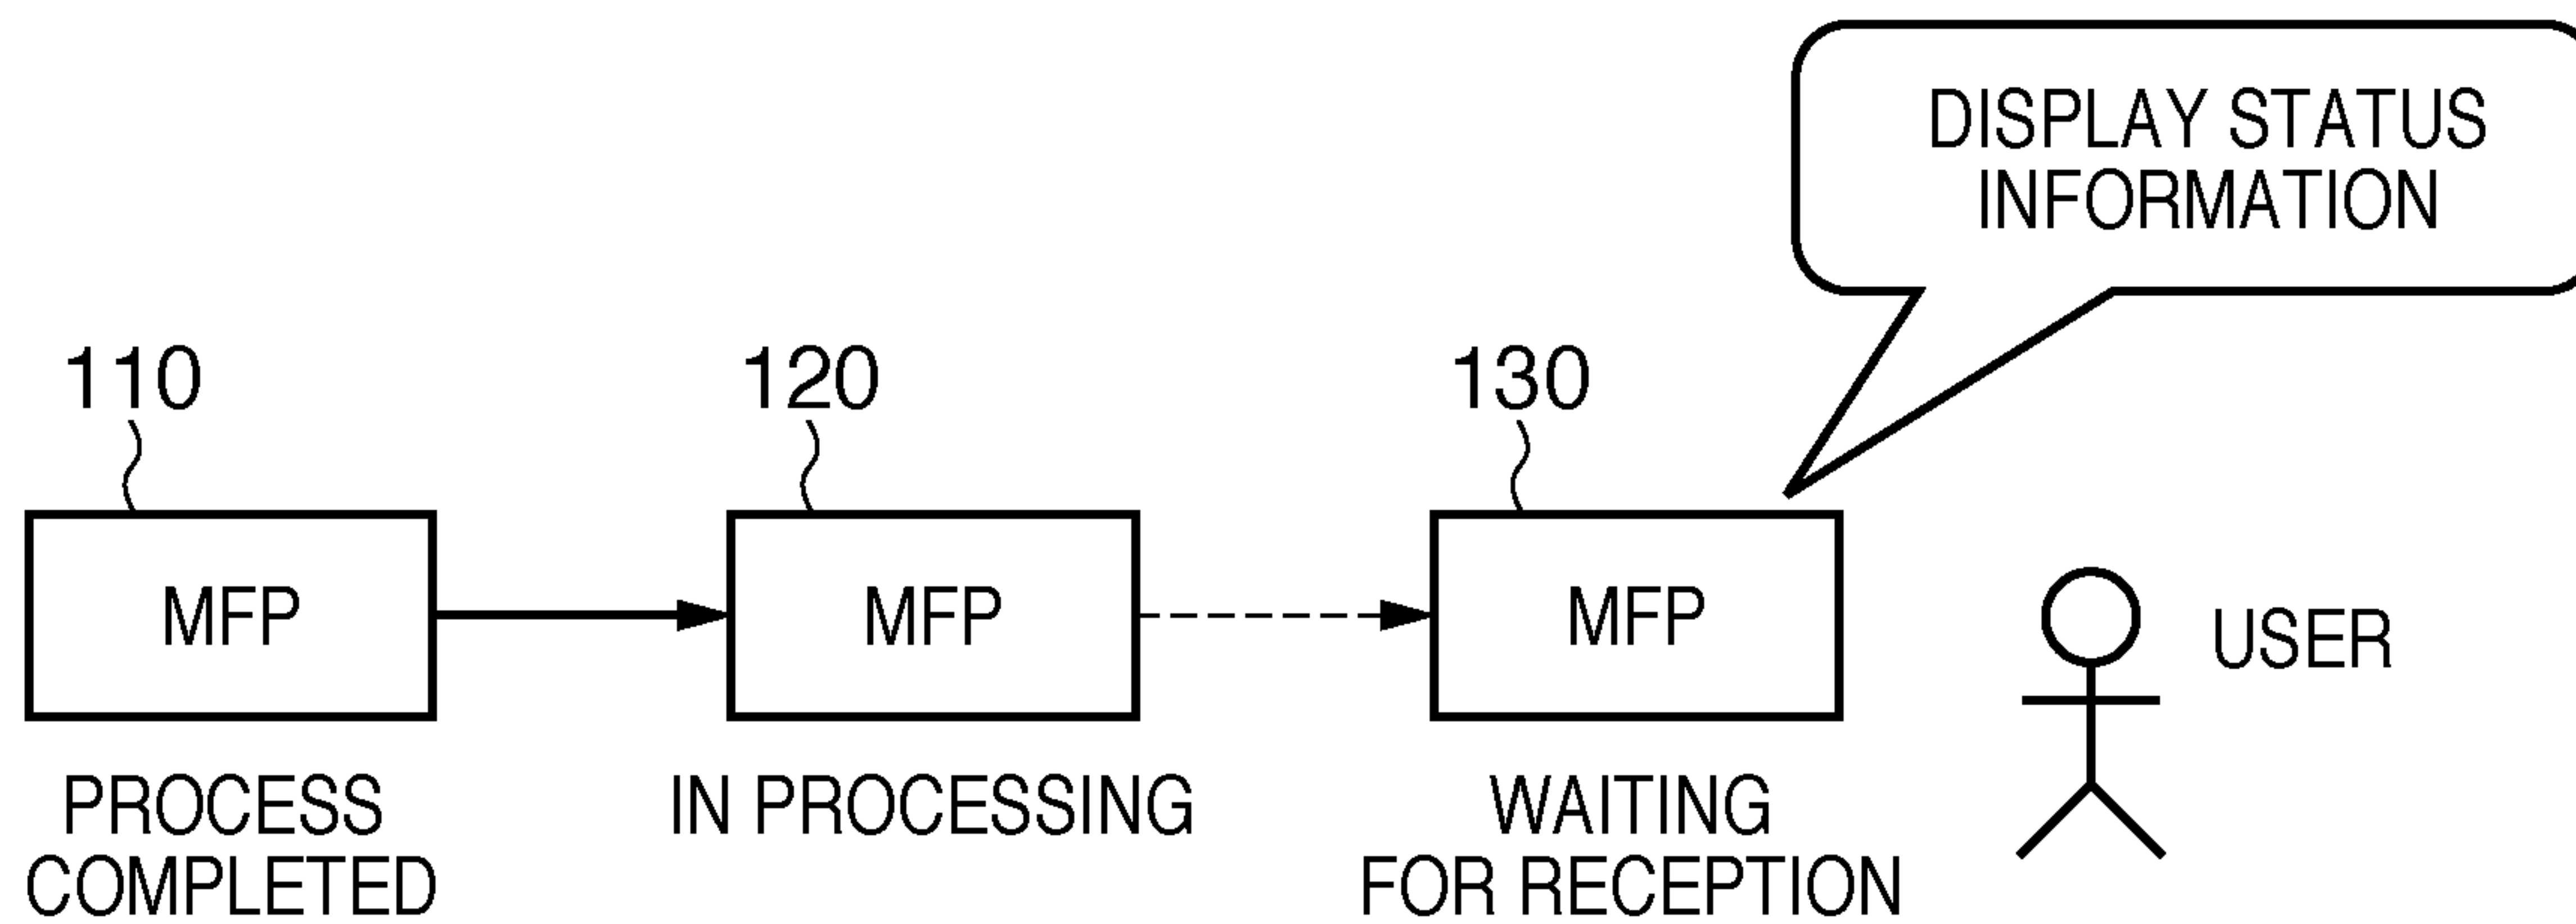 DISPLAY STATUS
INFORMATION
110
120
130
MFP
MFP
MFP
USER
PROCESS
COMPLETED
IN PROCESSING
WAITING
FOR RECEPTION